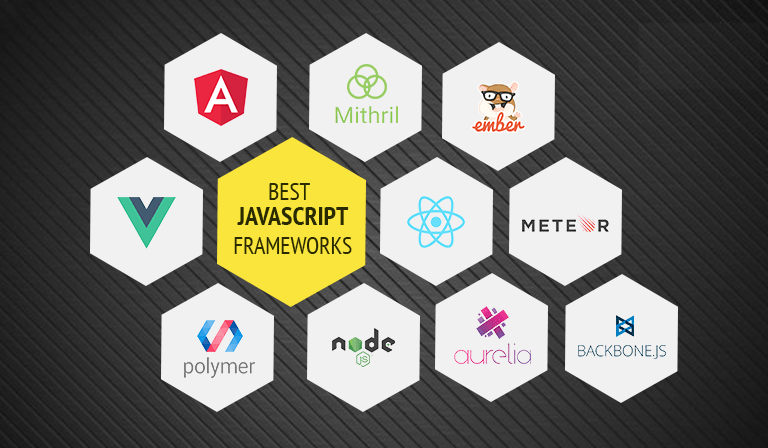 A
Mithril
ember
BEST
JAVASCRIPT
FRAMEWORKS
METEOR
polymer
node
JS
aurelia
BACKBONE.JS